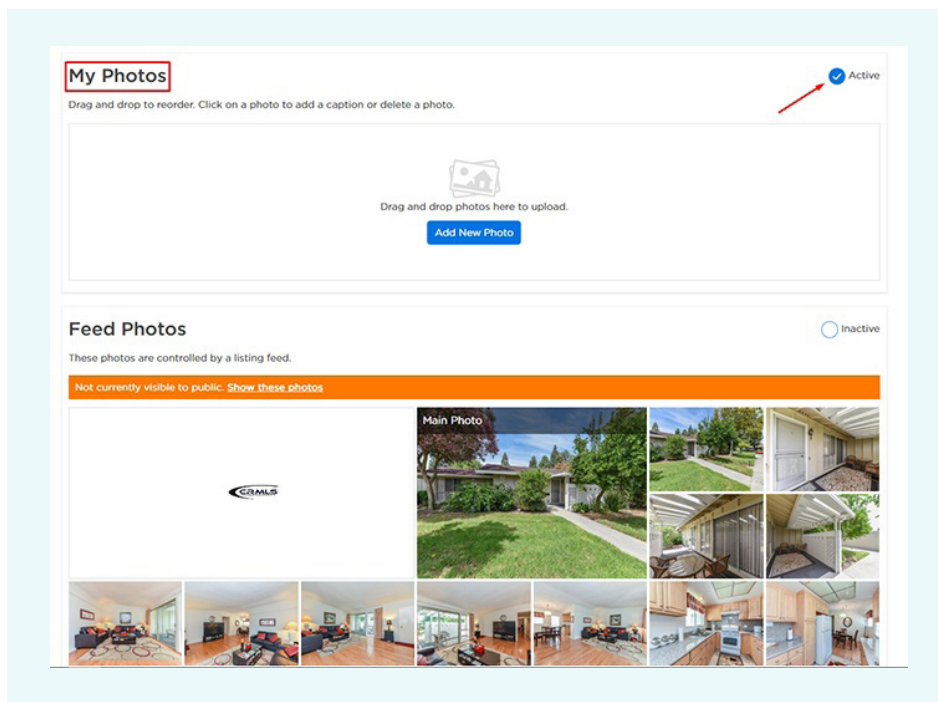 My Photos
Active
Drag and drop to reorder. Click on a photo to add a caption or delete a photo.
Drag and drop photos here to upload.
Add New Photo
Feed Photos
Inactive
These photos are controlled by a listing feed.
Not currently visible to public. Show these photos
Main Photo
CRMLS